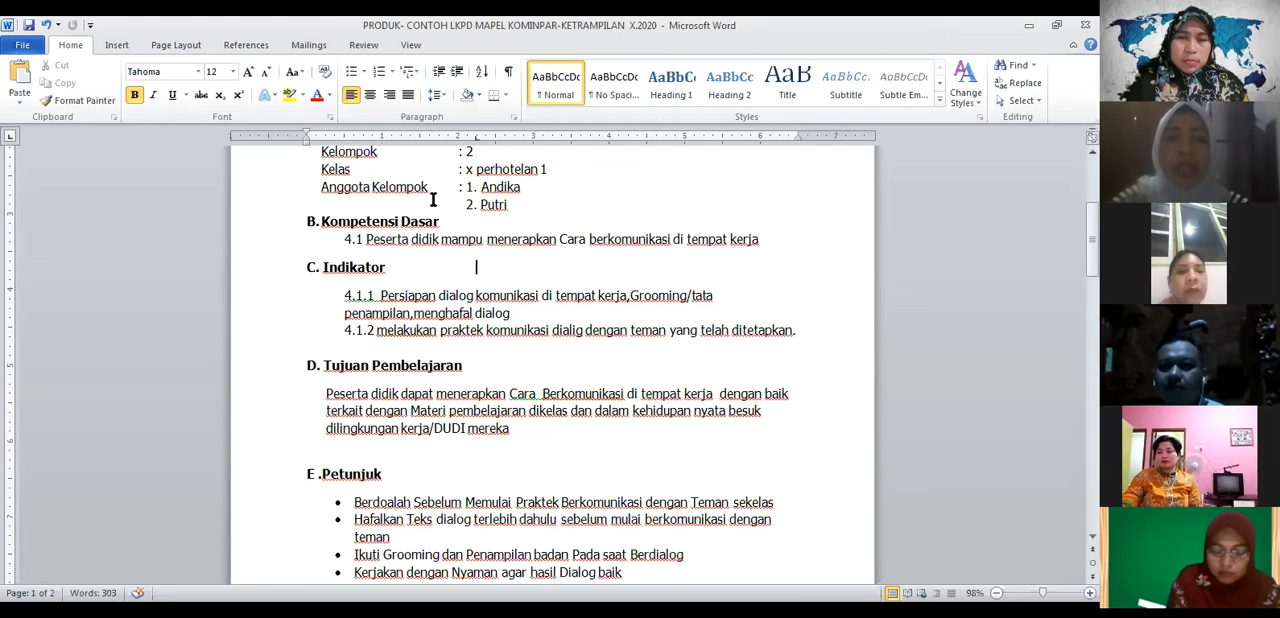 PRODUK- CONTOH LKPD MAPEL KOMINPAR-KETRAMPILAN X.2020 - Microsoft Word
File Home Insert Page Layout References Mailings Review View
Cut
Copy
Format Painter
Paste
Clipboard
Tahoma 12
Font
Paragraph
AaBbCcDc AaBbCcDc AaBbCc AaBbCc AaB AaBbCc. AaBbCcDc
¶ Normal ¶ No Spaci... Heading 1 Heading 2 Title Subtitle Subtle Em...
Change Styles
Styles
Find
Replace
Select
Editing
1 2 3 4 5 6 7
Kelompok : 2
Kelas : x perhotelan 1
Anggota Kelompok : 1. Andika
2. Putri
B. Kompetensi Dasar
4.1 Peserta didik mampu menerapkan Cara berkomunikasi di tempat kerja
C. Indikator
4.1.1 Persiapan dialog komunikasi di tempat kerja,Grooming/tata
penampilan,menghafal dialog
4.1.2 melakukan praktek komunikasi dialig dengan teman yang telah ditetapkan.
D. Tujuan Pembelajaran
Peserta didik dapat menerapkan Cara Berkomunikasi di tempat kerja dengan baik
terkait dengan Materi pembelajaran dikelas dan dalam kehidupan nyata besuk
dilingkungan kerja/DUDI mereka
E .Petunjuk
• Berdoalah Sebelum Memulai Praktek Berkomunikasi dengan Teman sekelas
• Hafalkan Teks dialog terlebih dahulu sebelum mulai berkomunikasi dengan
teman
• Ikuti Grooming dan Penampilan badan Pada saat Berdialog
• Kerjakan dengan Nyaman agar hasil Dialog baik
Page: 1 of 2 Words: 303 98%